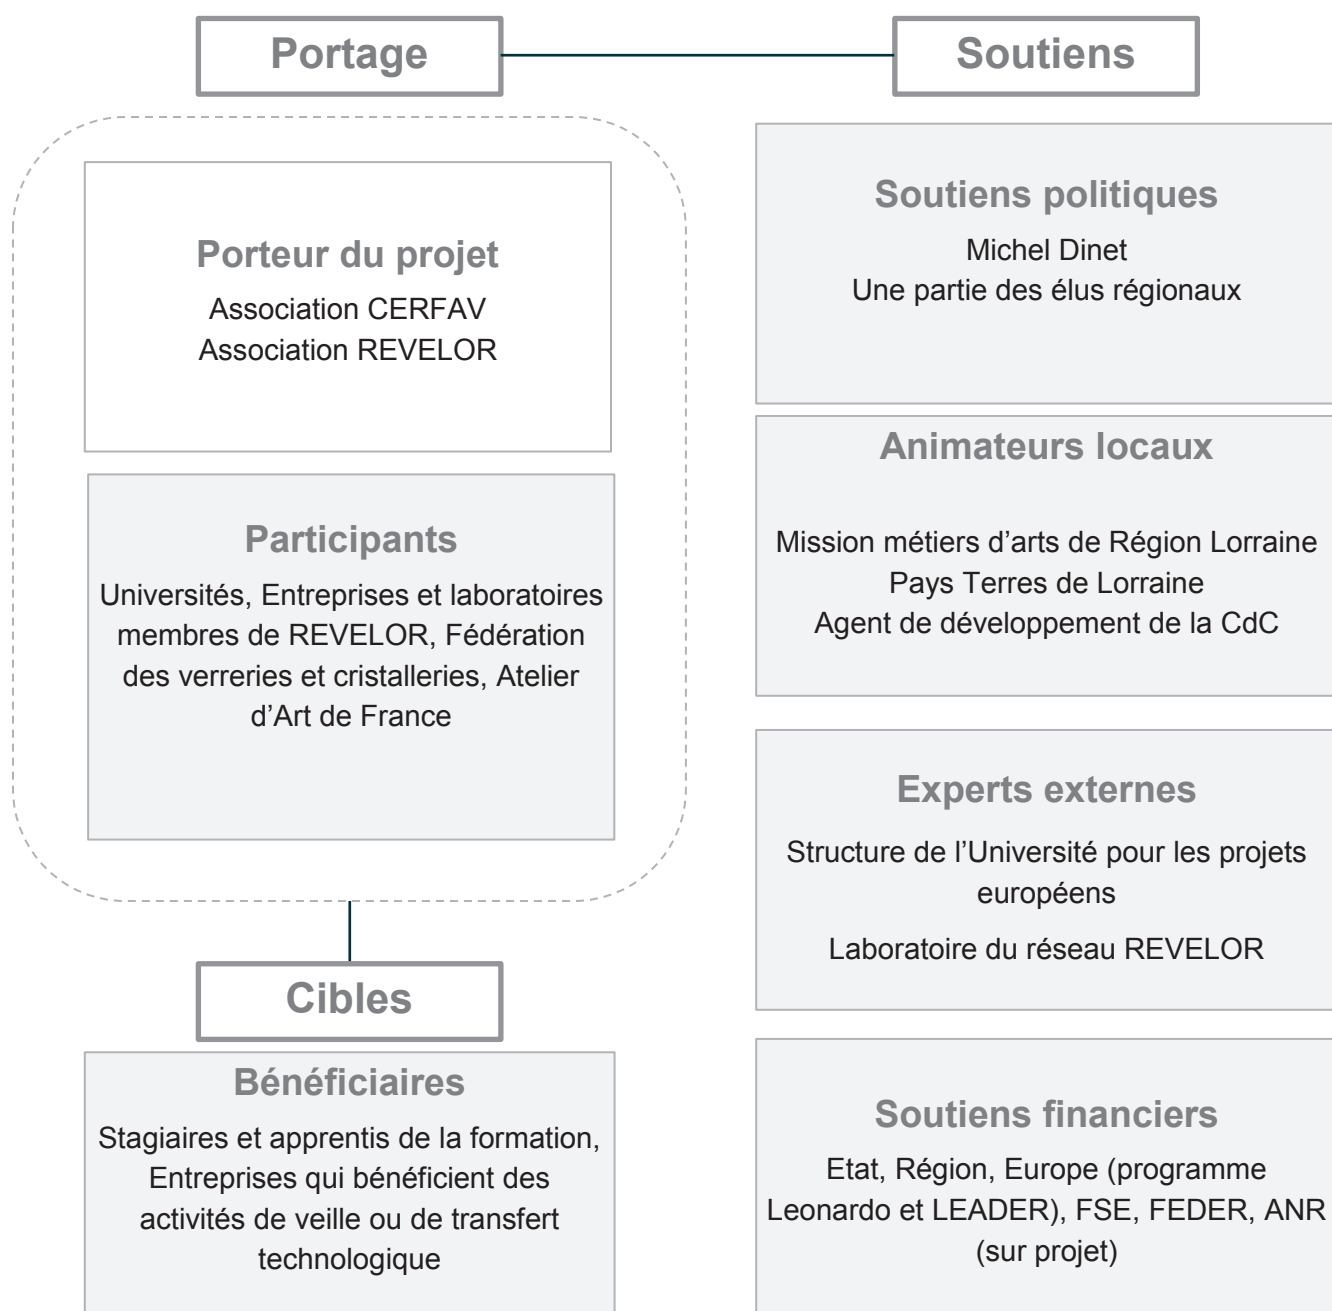 Portage
Soutiens
Porteur du projet
Association CERFAV
Association REVELOR
Participants
Universités, Entreprises et laboratoires
membres de REVELOR, Fédération
des verreries et cristalleries, Atelier
d’Art de France
Cibles
Bénéficiaires
Stagiaires et apprentis de la formation,
Entreprises qui bénéficient des
activités de veille ou de transfert
technologique
Soutiens politiques
Michel Dinet
Une partie des élus régionaux
Animateurs locaux
Mission métiers d’arts de Région Lorraine
Pays Terres de Lorraine
Agent de développement de la CdC
Experts externes
Structure de l’Université pour les projets
européens
Laboratoire du réseau REVELOR
Soutiens financiers
Etat, Région, Europe (programme
Leonardo et LEADER), FSE, FEDER, ANR
(sur projet)